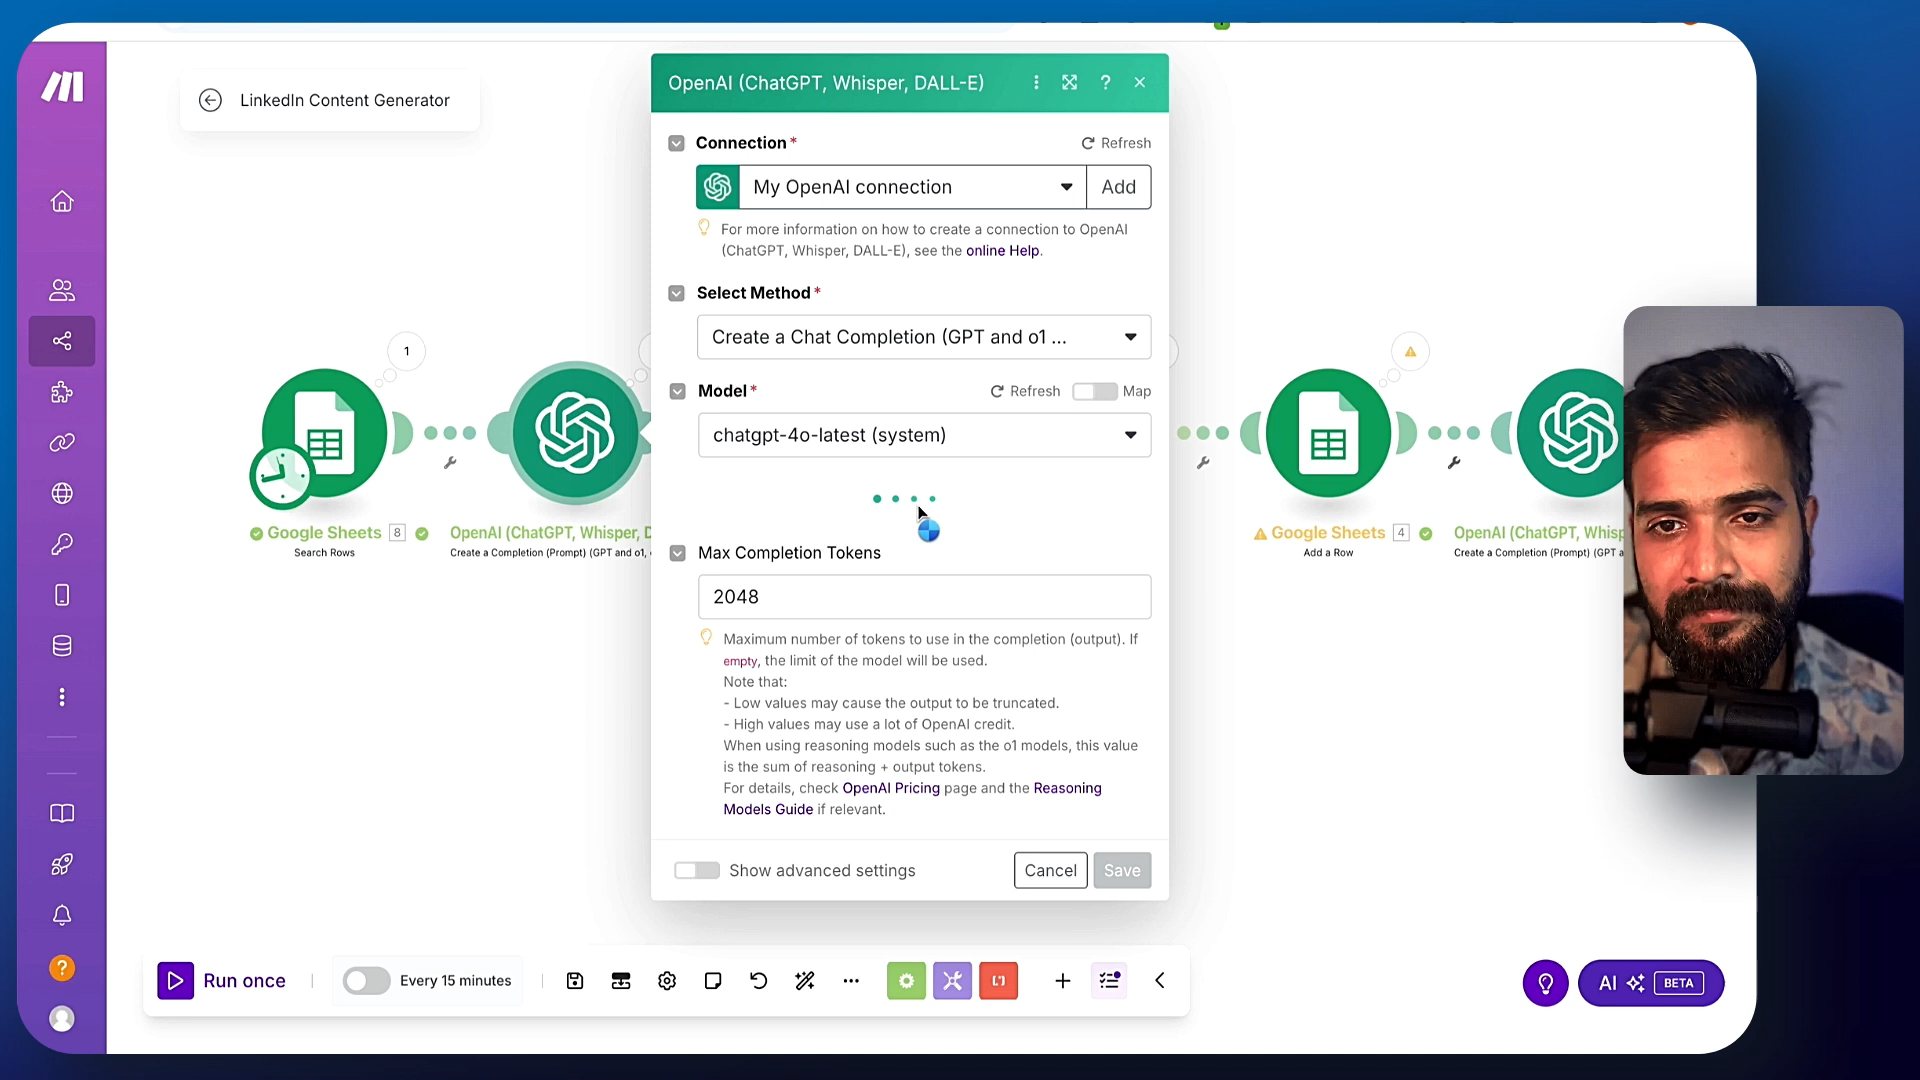 LinkedIn Content Generator
OpenAI (ChatGPT, Whisper, DALL-E)
?
Connection *
Refresh
My OpenAI connection
Add
For more information on how to create a connection to OpenAI
(ChatGPT, Whisper, DALL-E), see the online Help.
Select Method *
Create a Chat Completion (GPT and o1 ...
Model *
Refresh
Map
chatgpt-4o-latest (system)
Max Completion Tokens
2048
Maximum number of tokens to use in the completion (output). If
empty, the limit of the model will be used.
Note that:
- Low values may cause the output to be truncated.
- High values may use a lot of OpenAI credit.
When using reasoning models such as the o1 models, this value
is the sum of reasoning + output tokens.
For details, check OpenAI Pricing page and the Reasoning
Models Guide if relevant.
Show advanced settings
Cancel
Save
1
Google Sheets 8
Search Rows
OpenAI (ChatGPT, Whisper, D
Create a Completion (Prompt) (GPT and o1,
Google Sheets 4
Add a Row
OpenAI (ChatGPT, Whisp
Create a Completion (Prompt) (GPT a
?
Run once
Every 15 minutes
AI BETA